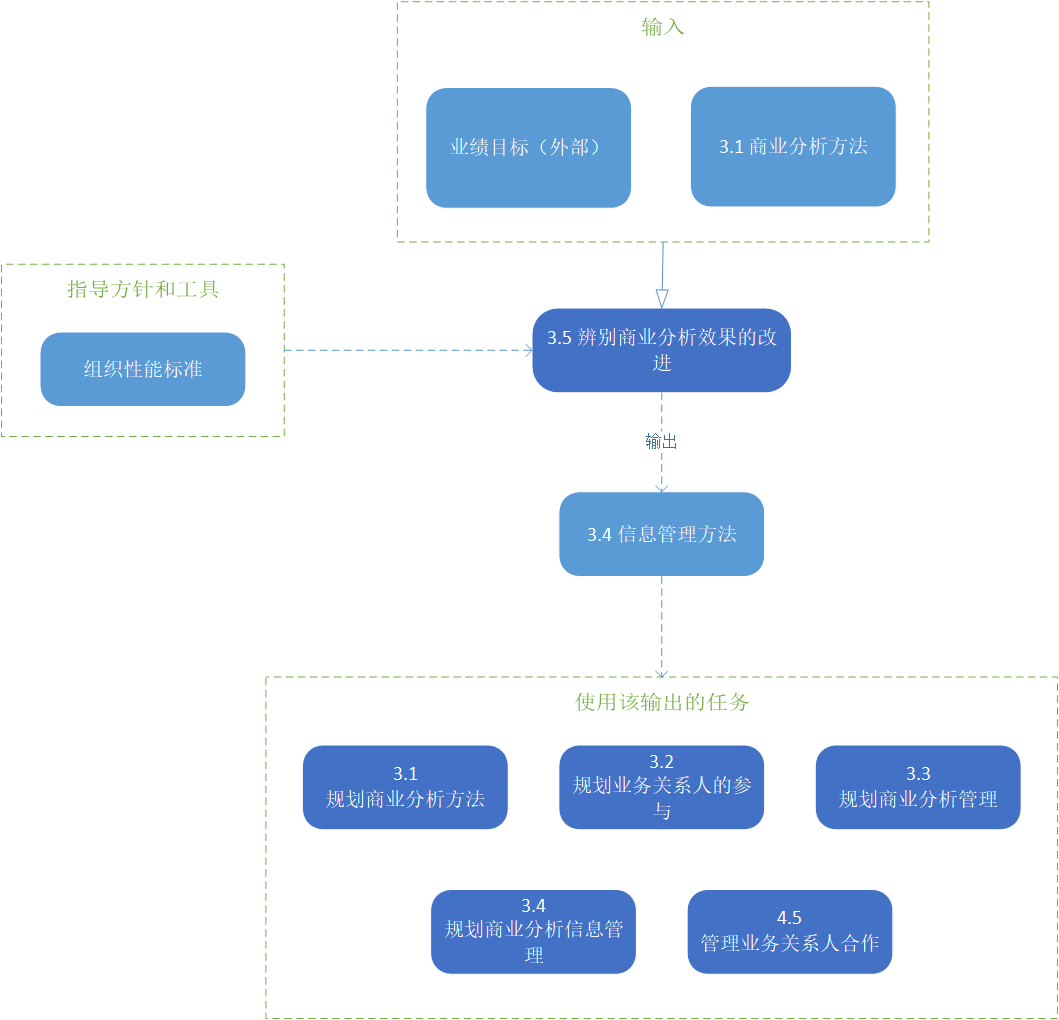 输入
业绩目标（外部）
3.1 商业分析方法
指导方针和工具
组织性能标准
3.5 辨别商业分析效果的改
进
输出
3.4 信息管理方法
使用该输出的任务
3.1
规划商业分析方法
3.2
规划业务关系人的参
与
3.3
规划商业分析管理
3.4
规划商业分析信息管
理
4.5
管理业务关系人合作